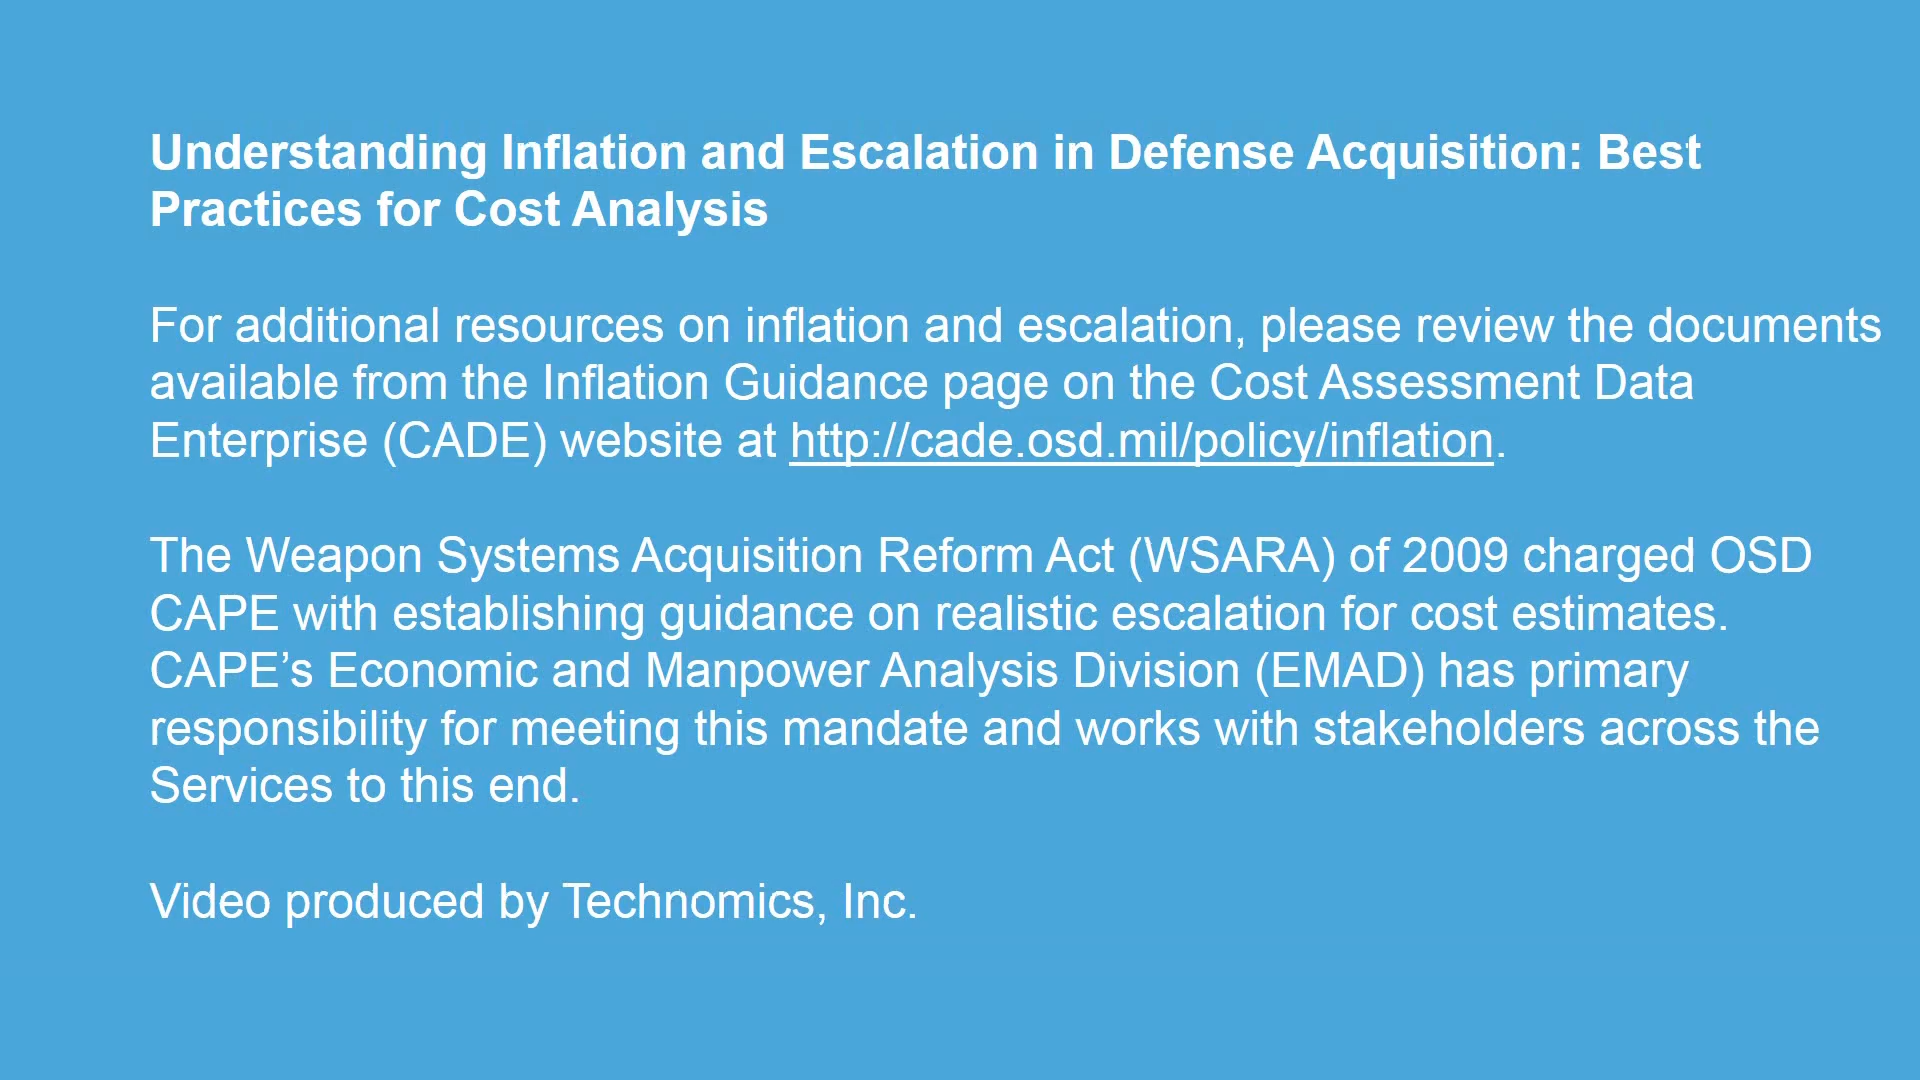 Understanding Inflation and Escalation in Defense Acquisition: Best
Practices for Cost Analysis
For additional resources on inflation and escalation, please review the documents
available from the Inflation Guidance page on the Cost Assessment Data
Enterprise (CADE) website at http://cade.osd.mil/policy/inflation.
The Weapon Systems Acquisition Reform Act (WSARA) of 2009 charged OSD
CAPE with establishing guidance on realistic escalation for cost estimates.
CAPE’s Economic and Manpower Analysis Division (EMAD) has primary
responsibility for meeting this mandate and works with stakeholders across the
Services to this end.
Video produced by Technomics, Inc.